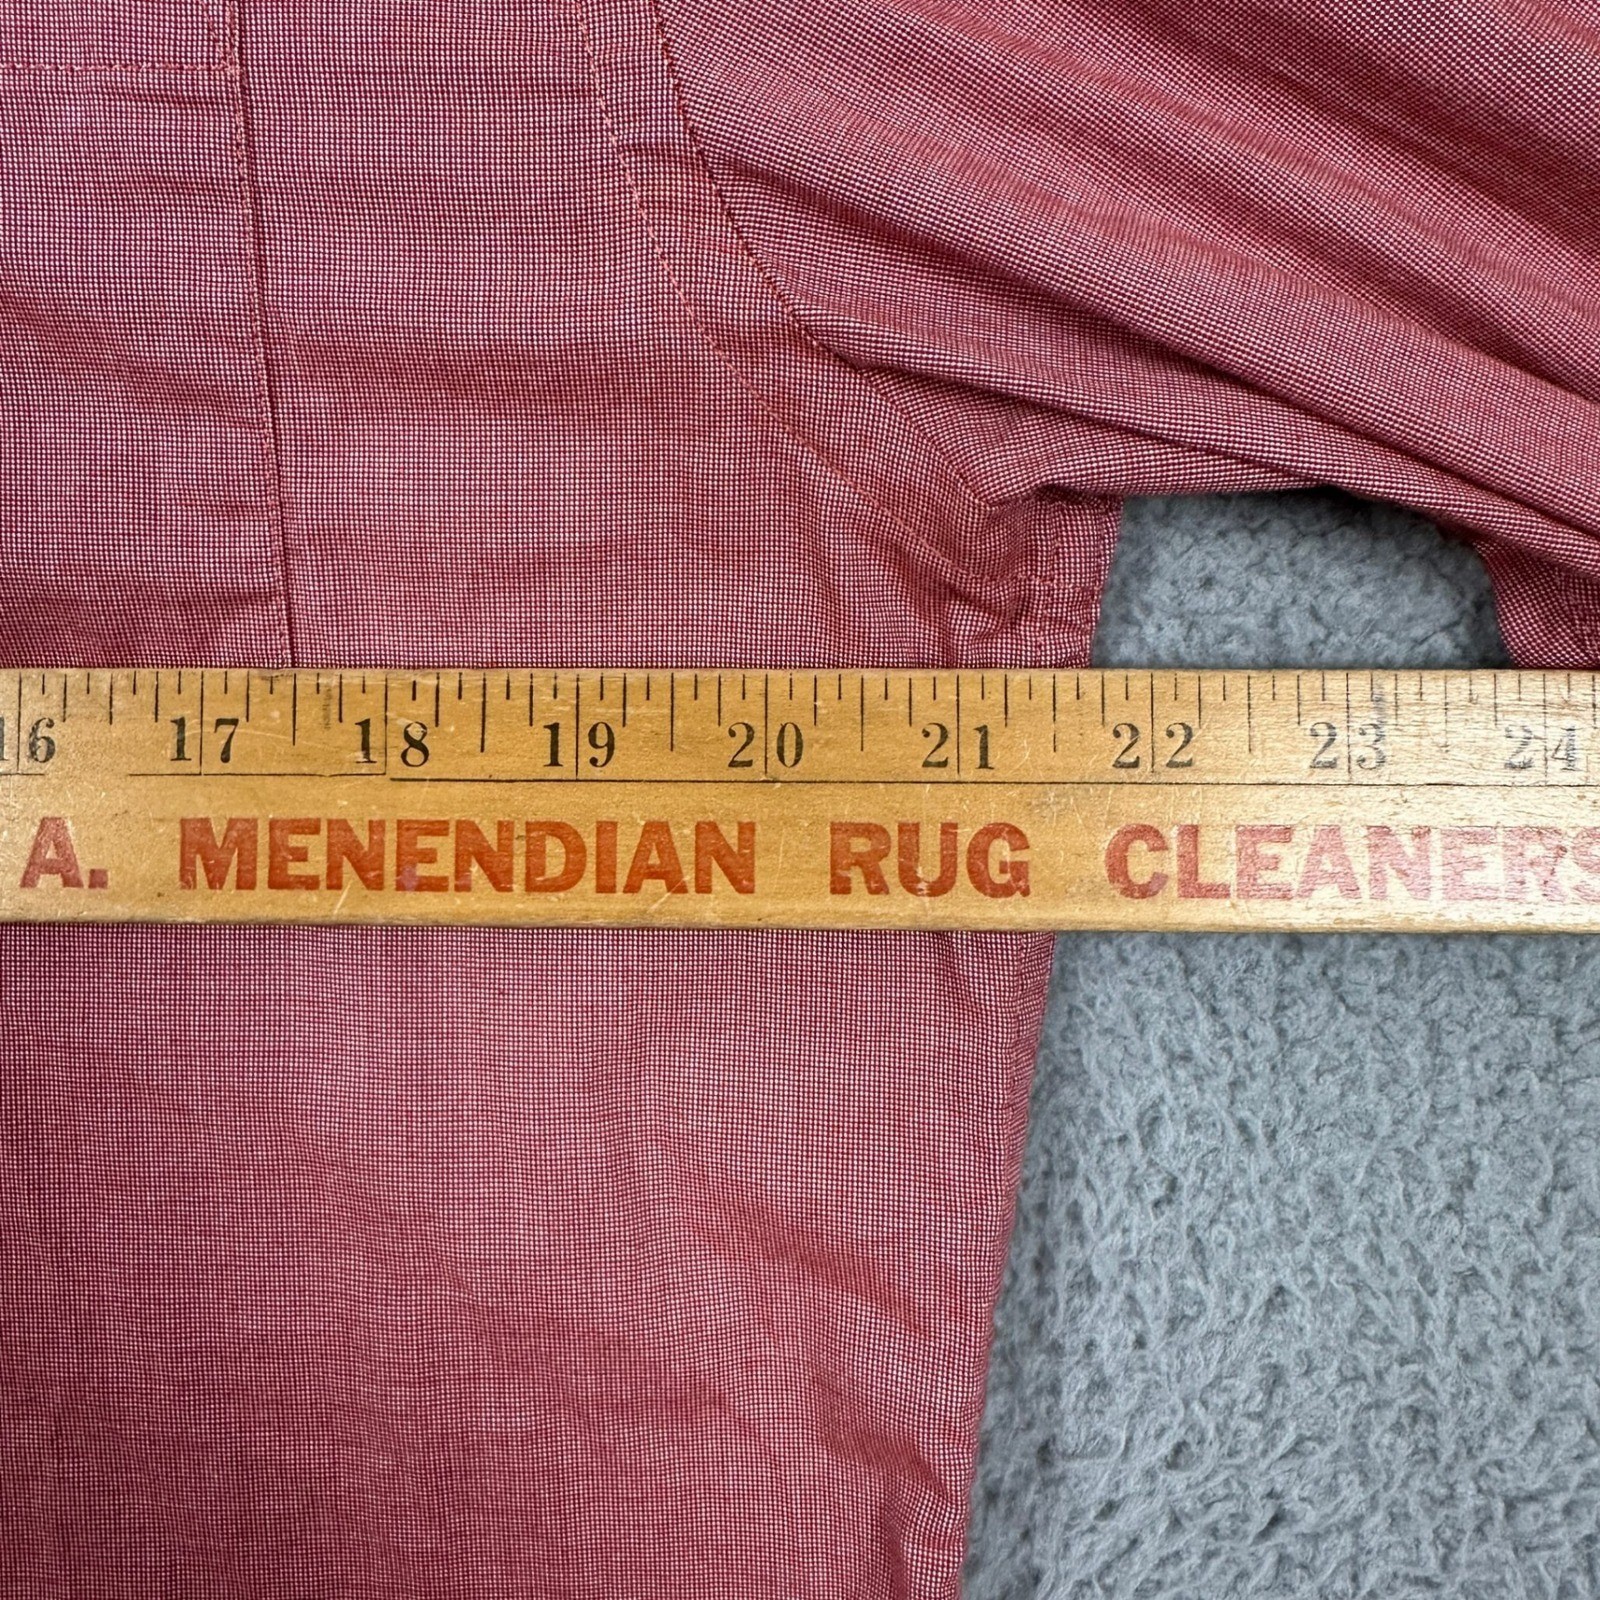 16 17 18 19 20 21 22 23 24
A. MENENDIAN RUG CLEANERS